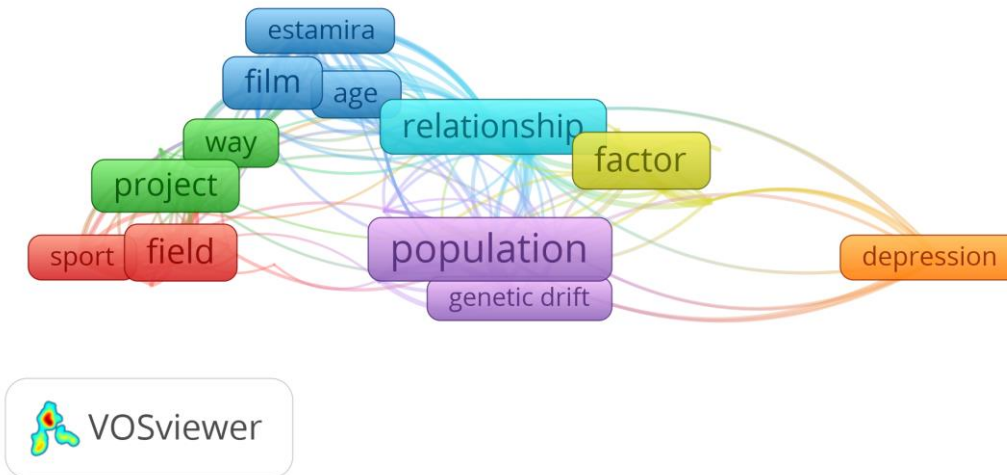 estamira
film
age
relationship
way
factor
project
sport
field
population
depression
genetic drift
VOSviewer